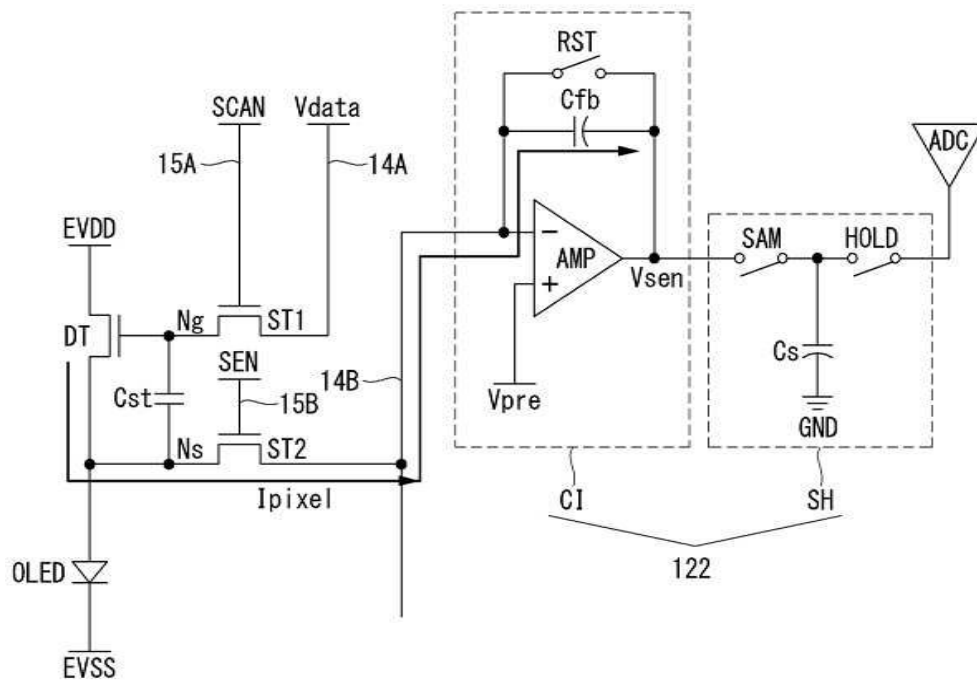 RST
Cfb
SCAN
Vdata
ADC
15A
14A
EVDD
SAM
HOLD
−
AMP
+
Vsen
DT
Ng
ST1
SEN
Cst
14B
Cs
15B
Vpre
GND
Ns
ST2
Ipixel
CI
SH
OLED
122
EVSS